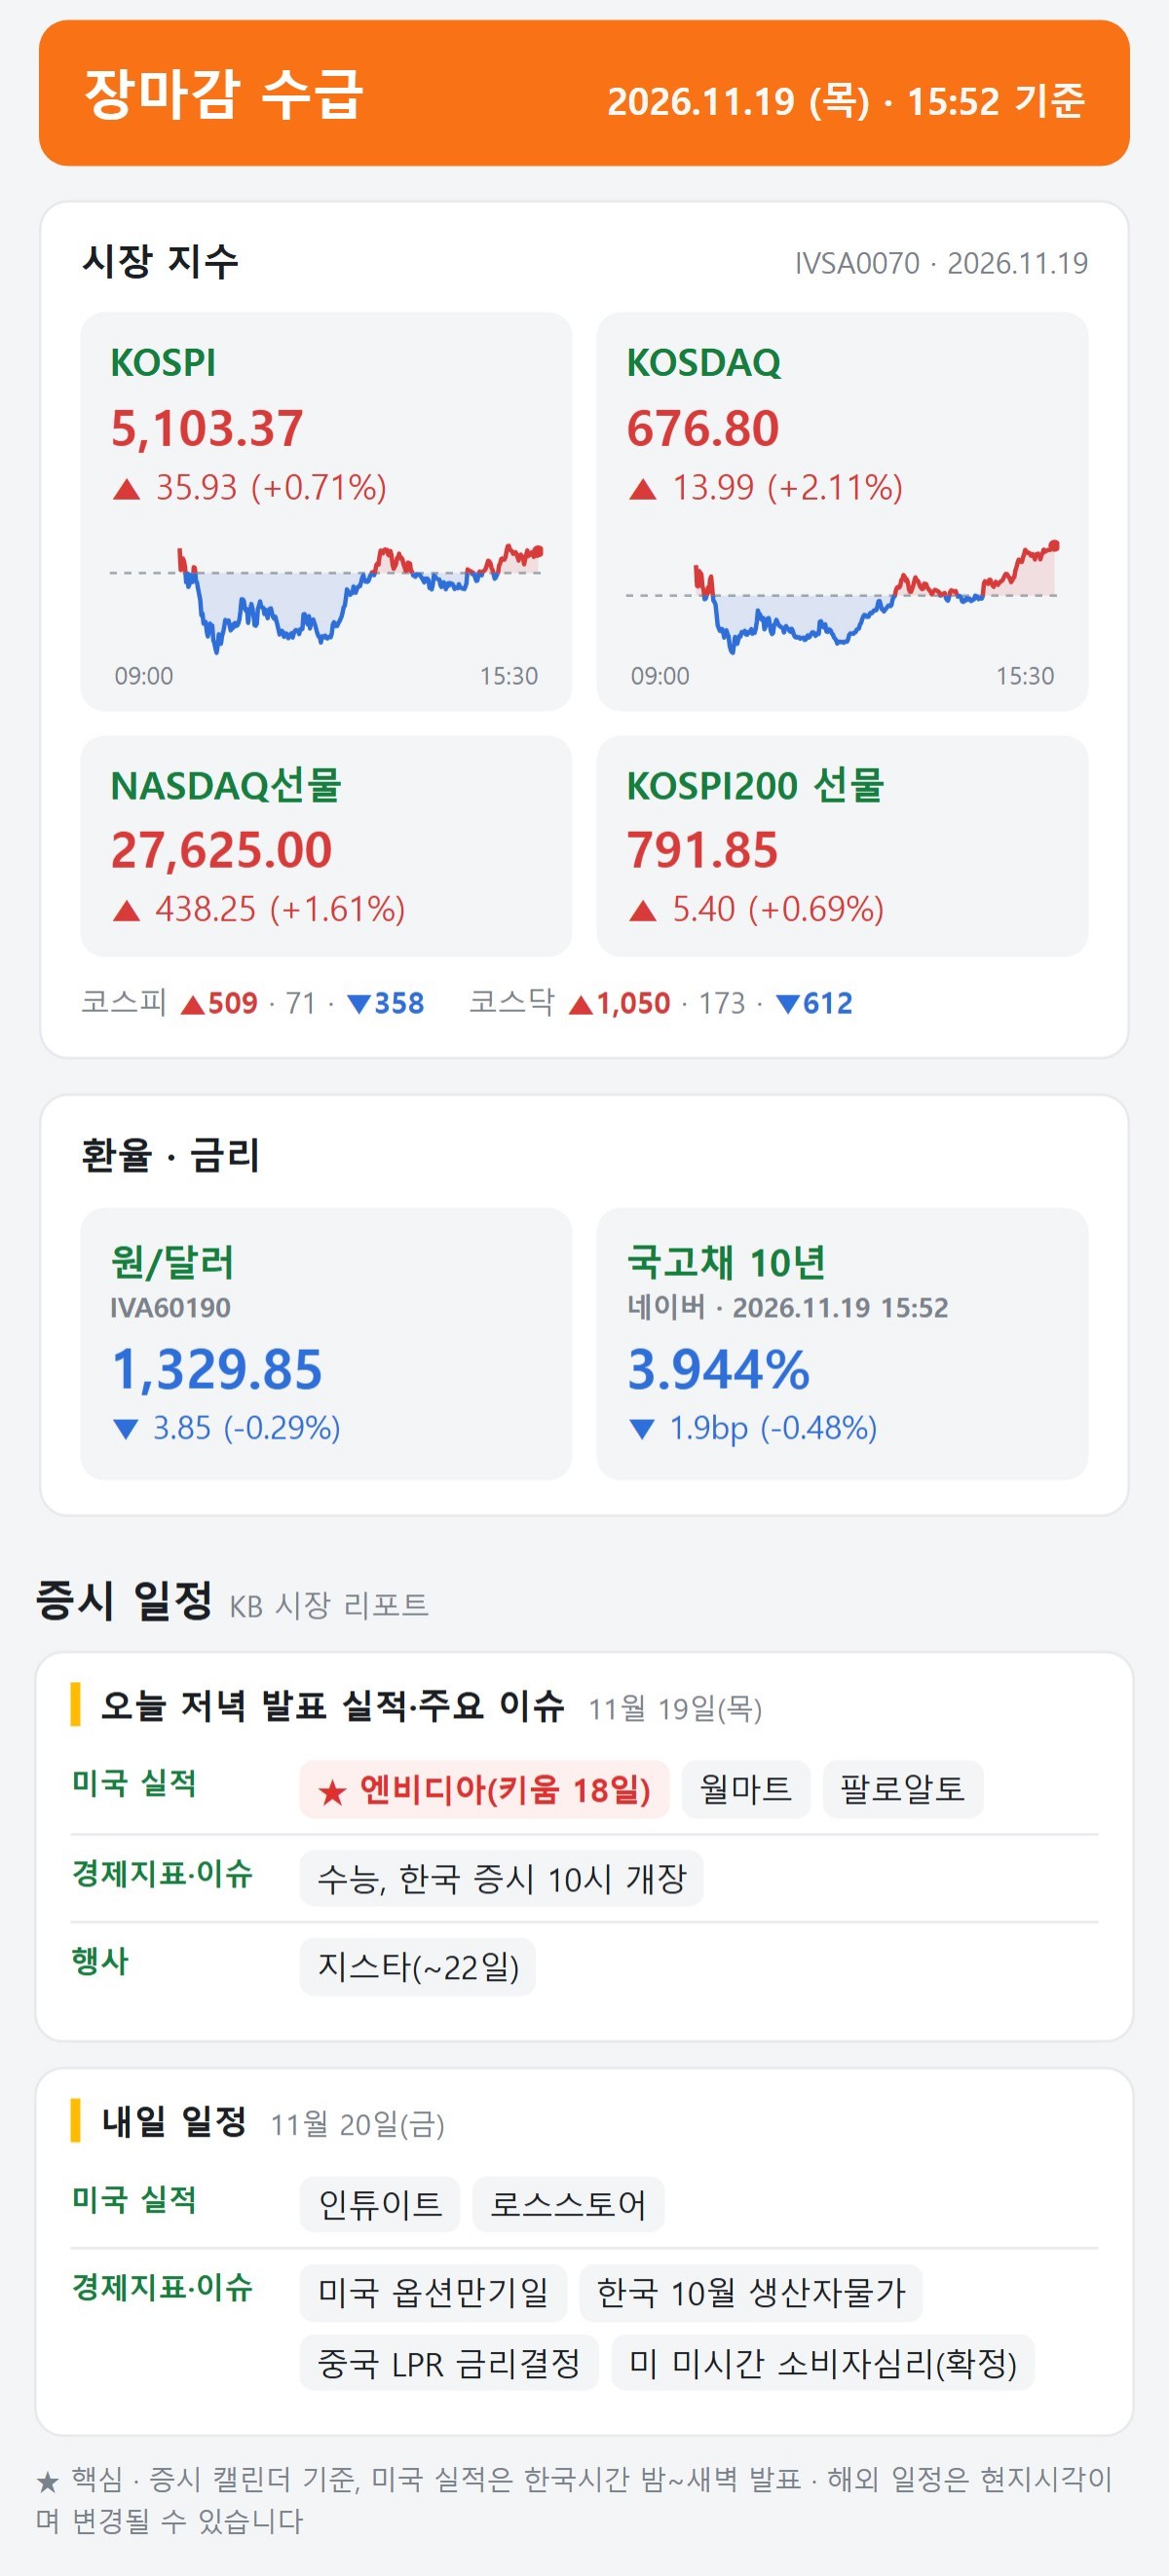 장마감 수급
2026.11.19 (목) · 15:52 기준
시장 지수
IVSA0070 · 2026.11.19
KOSPI
5,103.37
▲ 35.93 (+0.71%)
09:00
15:30
KOSDAQ
676.80
▲ 13.99 (+2.11%)
09:00
15:30
NASDAQ선물
27,625.00
▲ 438.25 (+1.61%)
KOSPI200 선물
791.85
▲ 5.40 (+0.69%)
코스피 ▲509 · 71 · ▼358 코스닥 ▲1,050 · 173 · ▼612
환율 · 금리
원/달러
IVA60190
1,329.85
▼ 3.85 (-0.29%)
국고채 10년
네이버 · 2026.11.19 15:52
3.944%
▼ 1.9bp (-0.48%)
증시 일정 KB 시장 리포트
오늘 저녁 발표 실적·주요 이슈 11월 19일(목)
미국 실적 ★ 엔비디아(키움 18일) 월마트 팔로알토
경제지표·이슈 수능, 한국 증시 10시 개장
행사 지스타(~22일)
내일 일정 11월 20일(금)
미국 실적 인튜이트 로스스토어
경제지표·이슈 미국 옵션만기일 한국 10월 생산자물가
중국 LPR 금리결정 미 미시간 소비자심리(확정)
★ 핵심 · 증시 캘린더 기준, 미국 실적은 한국시간 밤~새벽 발표 · 해외 일정은 현지시각이
며 변경될 수 있습니다